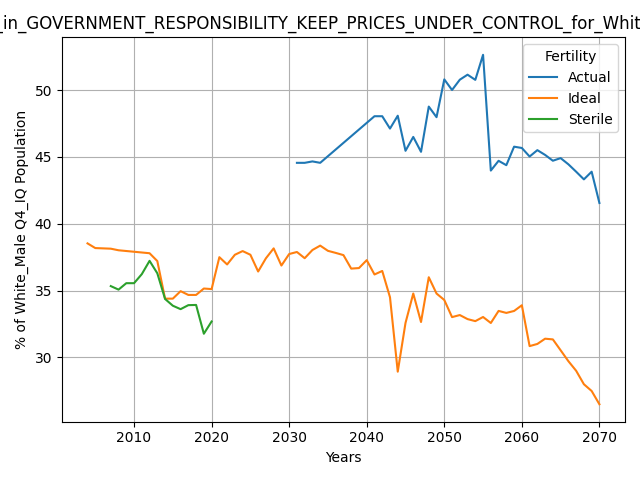 _in_GOVERNMENT_RESPONSIBILITY_KEEP_PRICES_UNDER_CONTROL_for_Whit
Fertility
Actual
Ideal
Sterile
% of White_Male Q4_IQ Population
50
45
40
35
30
2010 2020 2030 2040 2050 2060 2070
Years